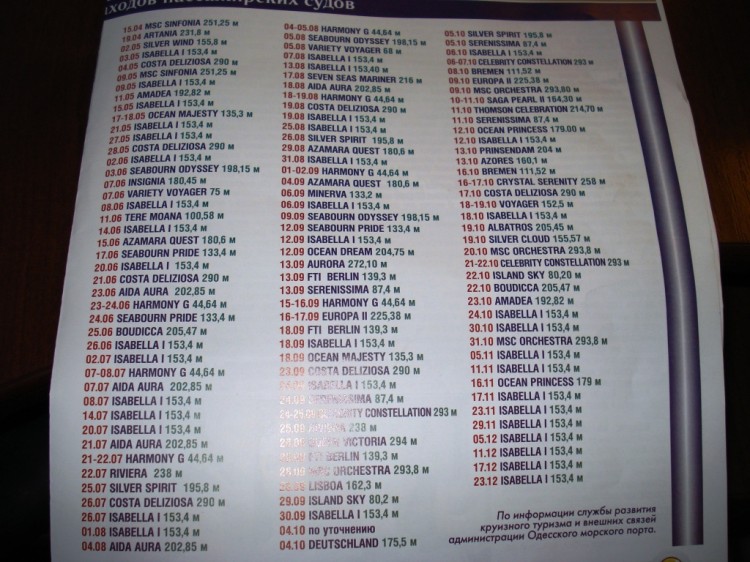 ходов пассажирских судов
15.04 MSC SINFONIA 251,25 м
19.04 ARTANIA 231,8 м
02.05 SILVER WIND 155,8 м
03.05 ISABELLA I 153,4 м
04.05 COSTA DELIZIOSA 290 м
09.05 MSC SINFONIA 251,25 м
09.05 ISABELLA I 153,4 м
11.05 AMADEA 192,82 м
15.05 ISABELLA I 153,4 м
17-18.05 OCEAN MAJESTY 135,3 м
21.05 ISABELLA I 153,4 м
27.05 ISABELLA I 153,4 м
28.05 COSTA DELIZIOSA 290 м
02.06 ISABELLA I 153,4 м
03.06 SEABOURN ODYSSEY 198,15 м
07.06 INSIGNIA 180,45 м
07.06 VARIETY VOYAGER 75 м
08.06 ISABELLA I 153,4 м
11.06 TERE MOANA 100,58 м
14.06 ISABELLA I 153,4 м
15.06 AZAMARA QUEST 180,6 м
17.06 SEABOURN PRIDE 133,4 м
20.06 ISABELLA I 153,4 м
21.06 COSTA DELIZIOSA 290 м
23.06 AIDA AURA 202,85 м
23-24.06 HARMONY G 44,64 м
24.06 SEABOURN PRIDE 133,4 м
25.06 BOUDICCA 205,47 м
26.06 ISABELLA I 153,4 м
02.07 ISABELLA I 153,4 м
07-08.07 HARMONY G 44,64 м
07.07 AIDA AURA 202,85 м
08.07 ISABELLA I 153,4 м
14.07 ISABELLA I 153,4 м
20.07 ISABELLA I 153,4 м
21.07 AIDA AURA 202,85 м
21-22.07 HARMONY G 44,64 м
22.07 RIVIERA 238 м
25.07 SILVER SPIRIT 195,8 м
26.07 COSTA DELIZIOSA 290 м
26.07 ISABELLA I 153,4 м
01.08 ISABELLA I 153,4 м
04.08 AIDA AURA 202,85 м
04-05.08 HARMONY G 44,64 м
05.08 SEABOURN ODYSSEY 198,15 м
05.08 VARIETY VOYAGER 68 м
07.08 ISABELLA I 153,4 м
13.08 ISABELLA I 153,40 м
17.08 SEVEN SEAS MARINER 216 м
18.08 AIDA AURA 202,85 м
18-19.08 HARMONY G 44,64 м
19.08 COSTA DELIZIOSA 290 м
19.08 ISABELLA I 153,4 м
25.08 ISABELLA I 153,4 м
26.08 SILVER SPIRIT 195,8 м
29.08 AZAMARA QUEST 180,6 м
31.08 ISABELLA I 153,4 м
01-02.09 HARMONY G 44,64 м
04.09 AZAMARA QUEST 180,6 м
06.09 MINERVA 133,2 м
06.09 ISABELLA I 153,4 м
09.09 SEABOURN ODYSSEY 198,15 м
12.09 SEABOURN PRIDE 133,4 м
12.09 ISABELLA I 153,4 м
12.09 OCEAN DREAM 204,75 м
13.09 AURORA 272,10 м
13.09 FTI BERLIN 139,3 м
13.09 SERENISSIMA 87,4 м
15-16.09 HARMONY G 44,64 м
16-17.09 EUROPA II 225,38 м
18.09 FTI BERLIN 139,3 м
18.09 ISABELLA I 153,4 м
18.09 OCEAN MAJESTY 135,3 м
23.09 COSTA DELIZIOSA 290 м
ISABELLA I 153,4 м
SERENISSIMA 87,4 м
CELEBRITY CONSTELLATION 293 м
RIVIERA 238 м
VICTORIA 294 м
FTI BERLIN 139,3 м
MSC ORCHESTRA 293,8 м
LISBOA 162,3 м
29.09 ISLAND SKY 80,2 м
30.09 ISABELLA I 153,4 м
04.10 по уточнению
04.10 DEUTSCHLAND 175,5 м
05.10 SILVER SPIRIT 195,8 м
05.10 SERENISSIMA 87,4 м
06.10 ISABELLA I 153,4 м
06-07.10 CELEBRITY CONSTELLATION 293 м
08.10 BREMEN 111,52 м
09.10 EUROPA II 225,38 м
09.10 MSC ORCHESTRA 293,80 м
10-11.10 SAGA PEARL II 164,30 м
11.10 THOMSON CELEBRATION 214,70 м
11.10 SERENISSIMA 87,4 м
12.10 OCEAN PRINCESS 179.00 м
12.10 ISABELLA I 153,4 м
13.10 PRINSENDAM 204 м
13.10 AZORES 160,1 м
16.10 BREMEN 111,52 м
16-17.10 CRYSTAL SERENITY 258 м
17.10 COSTA DELIZIOSA 290 м
18-19.10 VOYAGER 152,5 м
18.10 ISABELLA I 153,4 м
19.10 ALBATROS 205,45 м
19.10 SILVER CLOUD 155,57 м
20.10 MSC ORCHESTRA 293,8 м
21-22.10 CELEBRITY CONSTELLATION 293 м
22.10 ISLAND SKY 80,20 м
22.10 BOUDICCA 205,47 м
23.10 AMADEA 192,82 м
24.10 ISABELLA I 153,4 м
30.10 ISABELLA I 153,4 м
31.10 MSC ORCHESTRA 293,8 м
05.11 ISABELLA I 153,4 м
11.11 ISABELLA I 153,4 м
16.11 OCEAN PRINCESS 179 м
17.11 ISABELLA I 153,4 м
23.11 ISABELLA I 153,4 м
29.11 ISABELLA I 153,4 м
05.12 ISABELLA I 153,4 м
11.12 ISABELLA I 153,4 м
17.12 ISABELLA I 153,4 м
23.12 ISABELLA I 153,4 м
По информации службы развития
круизного туризма и внешних связей
администрации Одесского морского порта.